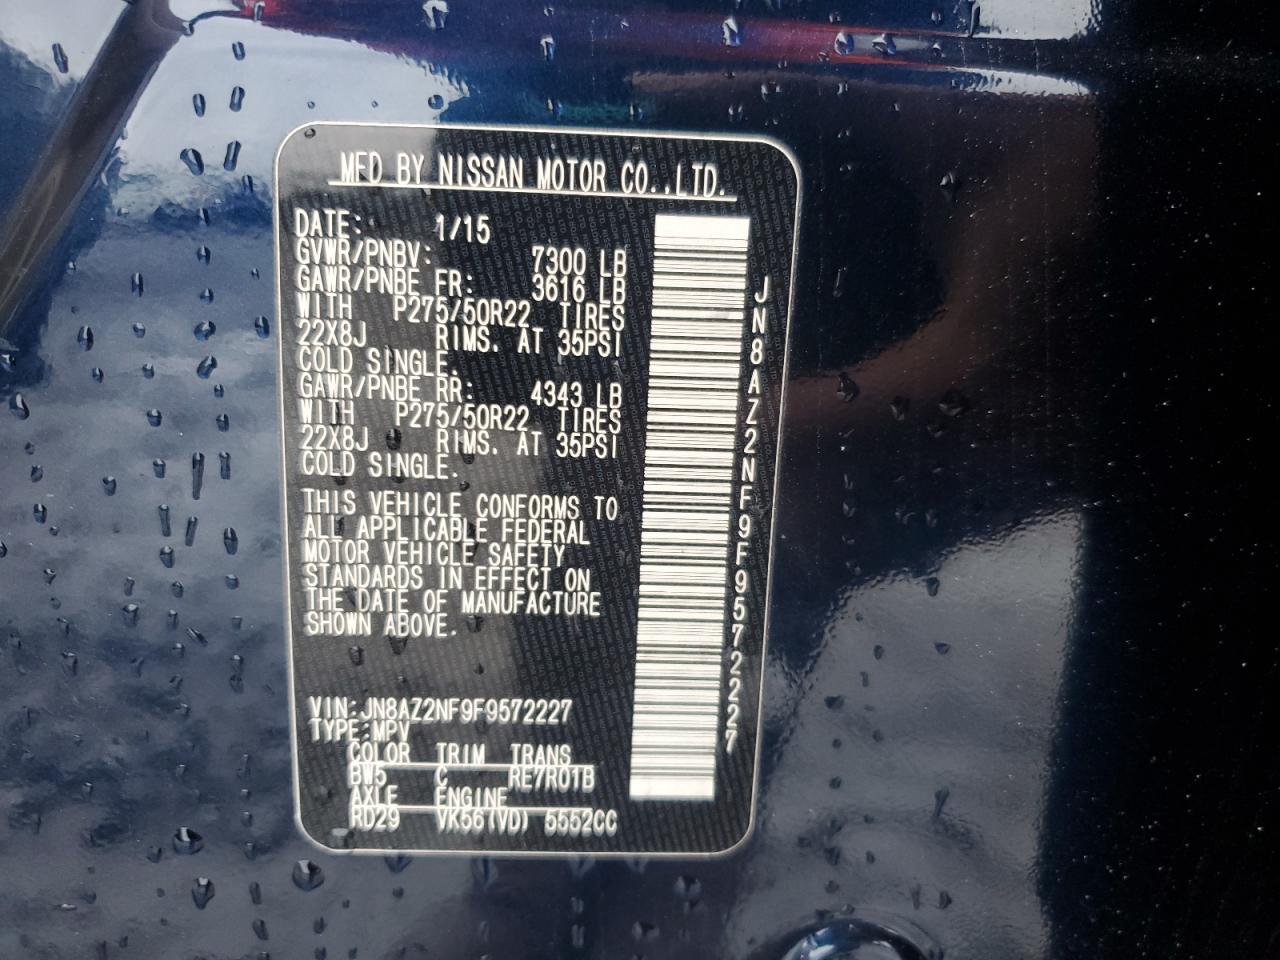 MFD BY NISSAN MOTOR CO.,LTD.
DATE: 1/15
GVWR/PNBV: 7300 LB
GAWR/PNBE FR: 3616 LB
WITH P275/50R22 TIRES
22X8J RIMS. AT 35PSI
COLD SINGLE.
GAWR/PNBE RR: 4343 LB
WITH P275/50R22 TIRES
22X8J RIMS. AT 35PSI
COLD SINGLE.
THIS VEHICLE CONFORMS TO
ALL APPLICABLE FEDERAL
MOTOR VEHICLE SAFETY
STANDARDS IN EFFECT ON
THE DATE OF MANUFACTURE
SHOWN ABOVE.
VIN:JN8AZ2NF9F9572227
TYPE:MPV
COLOR TRIM TRANS
BW5 C RE7R01B
AXLE ENGINE
RD29 VK56(VD) 5552CC
JN8AZ2NF9F9572227